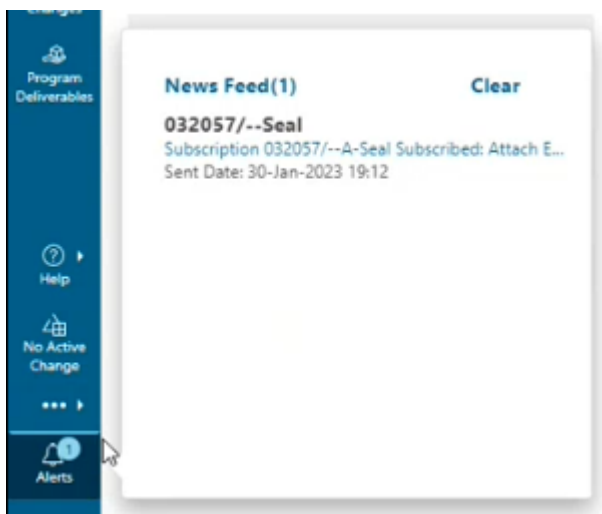 Program
Deliverables
Help
No Active
Change
1
Alerts
News Feed(1)
Clear
032057/--Seal
Subscription 032057/--A-Seal Subscribed: Attach E...
Sent Date: 30-Jan-2023 19:12